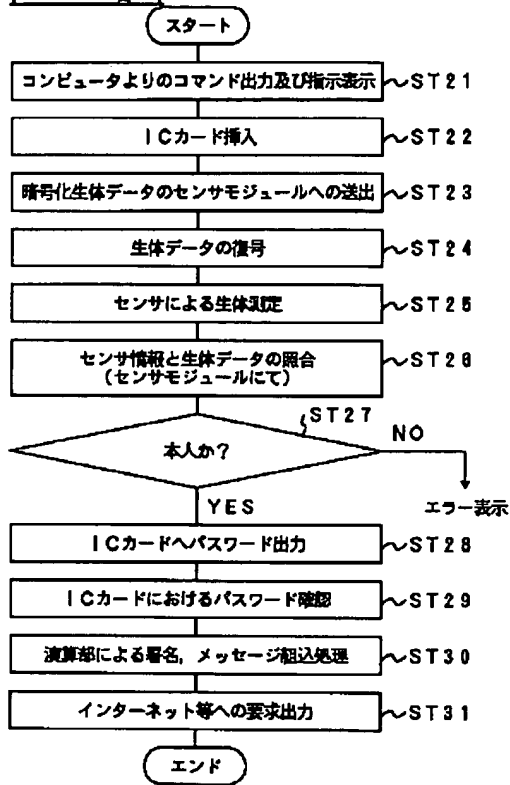 スタート
コンピュータよりのコマンド出力及び指示表示 ～ST21
ICカード挿入 ～ST22
暗号化生体データのセンサモジュールへの送出 ～ST23
生体データの復号 ～ST24
センサによる生体測定 ～ST25
センサ情報と生体データの照合 ～ST26
(センサモジュールにて)
ST27
本人か?
NO
YES
エラー表示
ICカードへパスワード出力 ～ST28
ICカードにおけるパスワード確認 ～ST29
演算部による署名,メッセージ組込処理 ～ST30
インターネット等への要求出力 ～ST31
エンド